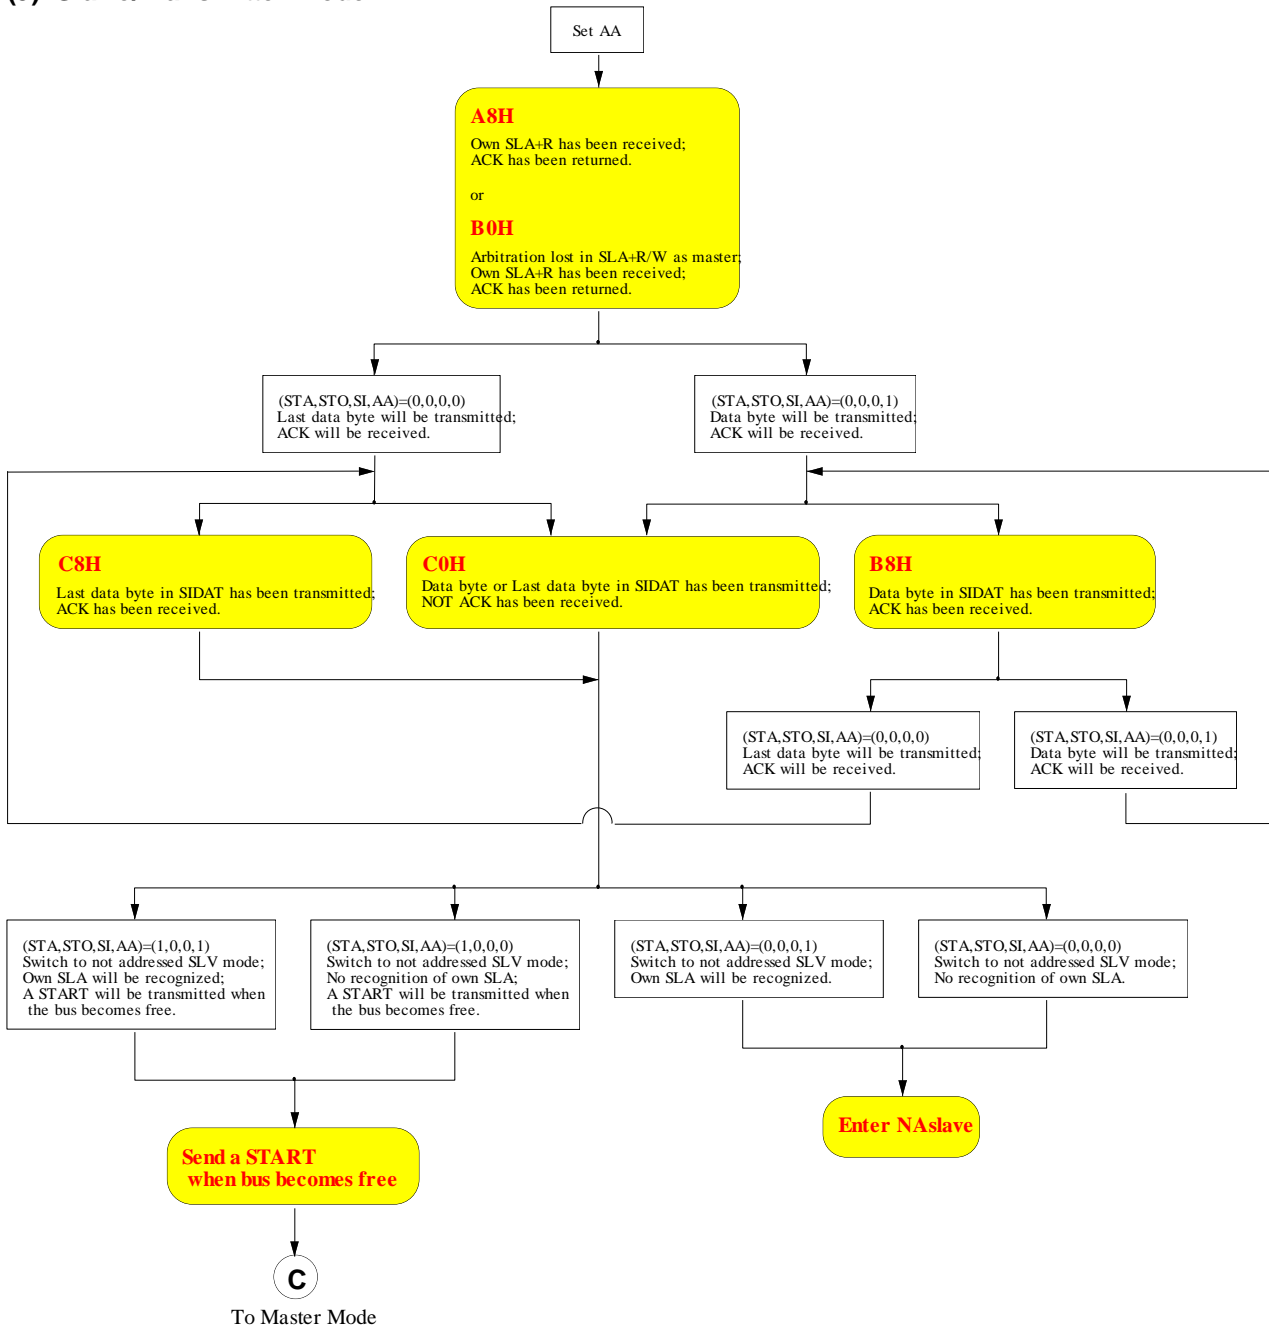 Set AA
A8H
Own SLA+R has been received;
ACK has been returned.
or
B0H
Arbitration lost in SLA+R/W as master;
Own SLA+R has been received;
ACK has been returned.
(STA,STO,SI,AA)=(0,0,0,0)
Last data byte will be transmitted;
ACK will be received.
(STA,STO,SI,AA)=(0,0,0,1)
Data byte will be transmitted;
ACK will be received.
C8H
Last data byte in SIDAT has been transmitted;
ACK has been received.
C0H
Data byte or Last data byte in SIDAT has been transmitted;
NOT ACK has been received.
B8H
Data byte in SIDAT has been transmitted;
ACK has been received.
(STA,STO,SI,AA)=(0,0,0,0)
Last data byte will be transmitted;
ACK will be received.
(STA,STO,SI,AA)=(0,0,0,1)
Data byte will be transmitted;
ACK will be received.
(STA,STO,SI,AA)=(1,0,0,1)
Switch to not addressed SLV mode;
Own SLA will be recognized;
A START will be transmitted when
the bus becomes free.
(STA,STO,SI,AA)=(1,0,0,0)
Switch to not addressed SLV mode;
No recognition of own SLA;
A START will be transmitted when
the bus becomes free.
(STA,STO,SI,AA)=(0,0,0,1)
Switch to not addressed SLV mode;
Own SLA will be recognized.
(STA,STO,SI,AA)=(0,0,0,0)
Switch to not addressed SLV mode;
No recognition of own SLA.
Enter NAslave
Send a START
when bus becomes free
C
To Master Mode